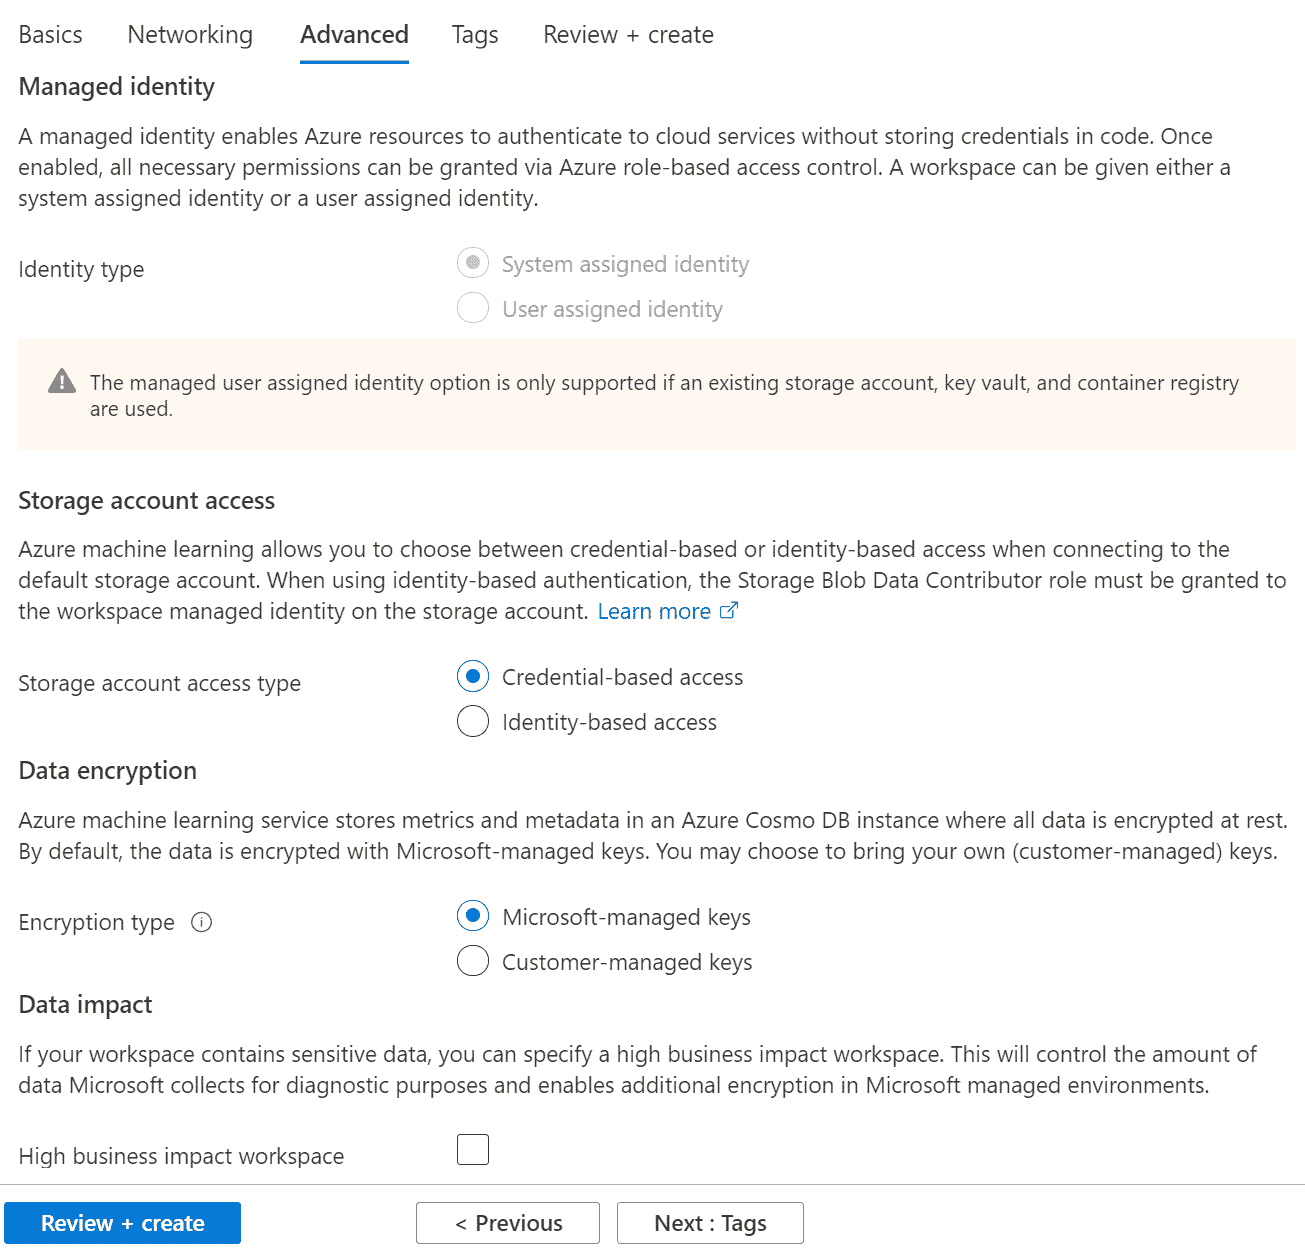 Basics Networking Advanced Tags Review + create
Managed identity
A managed identity enables Azure resources to authenticate to cloud services without storing credentials in code. Once
enabled, all necessary permissions can be granted via Azure role-based access control. A workspace can be given either a
system assigned identity or a user assigned identity.
Identity type
System assigned identity
User assigned identity
The managed user assigned identity option is only supported if an existing storage account, key vault, and container registry
are used.
Storage account access
Azure machine learning allows you to choose between credential-based or identity-based access when connecting to the
default storage account. When using identity-based authentication, the Storage Blob Data Contributor role must be granted to
the workspace managed identity on the storage account. Learn more
Storage account access type
Credential-based access
Identity-based access
Data encryption
Azure machine learning service stores metrics and metadata in an Azure Cosmo DB instance where all data is encrypted at rest.
By default, the data is encrypted with Microsoft-managed keys. You may choose to bring your own (customer-managed) keys.
Encryption type
Microsoft-managed keys
Customer-managed keys
Data impact
If your workspace contains sensitive data, you can specify a high business impact workspace. This will control the amount of
data Microsoft collects for diagnostic purposes and enables additional encryption in Microsoft managed environments.
High business impact workspace
Review + create < Previous Next : Tags